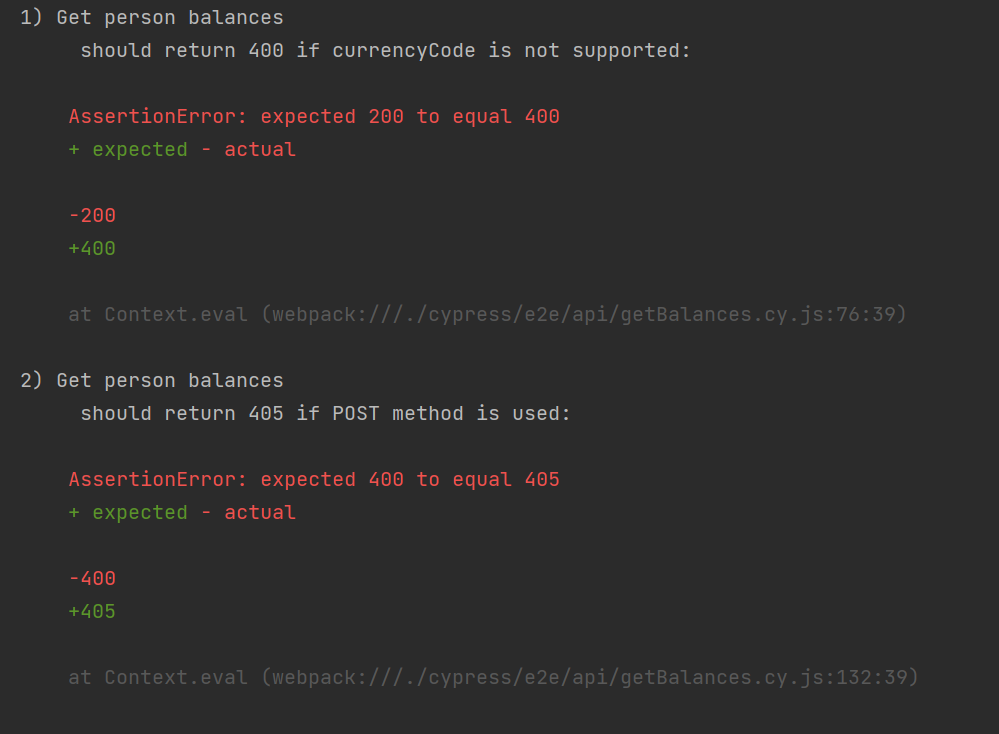 1) Get person balances
should return 400 if currencyCode is not supported:
AssertionError: expected 200 to equal 400
+ expected - actual
-200
+400
at Context.eval (webpack:///./cypress/e2e/api/getBalances.cy.js:76:39)
2) Get person balances
should return 405 if POST method is used:
AssertionError: expected 400 to equal 405
+ expected - actual
-400
+405
at Context.eval (webpack:///./cypress/e2e/api/getBalances.cy.js:132:39)